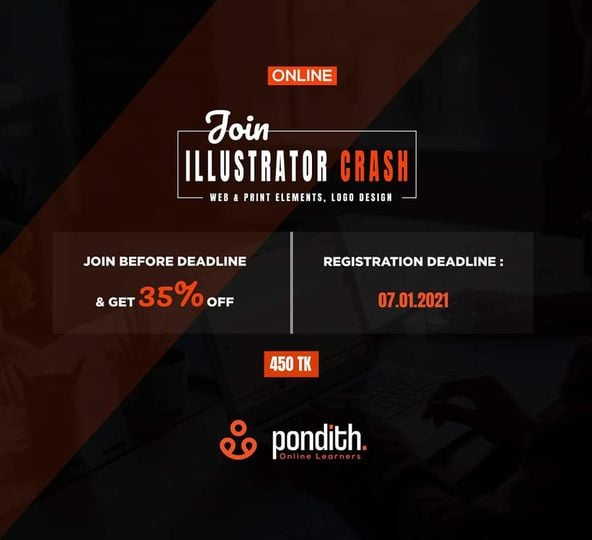 ONLINE
Join
ILLUSTRATOR CRASH
WEB & PRINT ELEMENTS, LOGO DESIGN
JOIN BEFORE DEADLINE
& GET 35% OFF
REGISTRATION DEADLINE :
07.01.2021
450 TK
pondith.
Online Learners